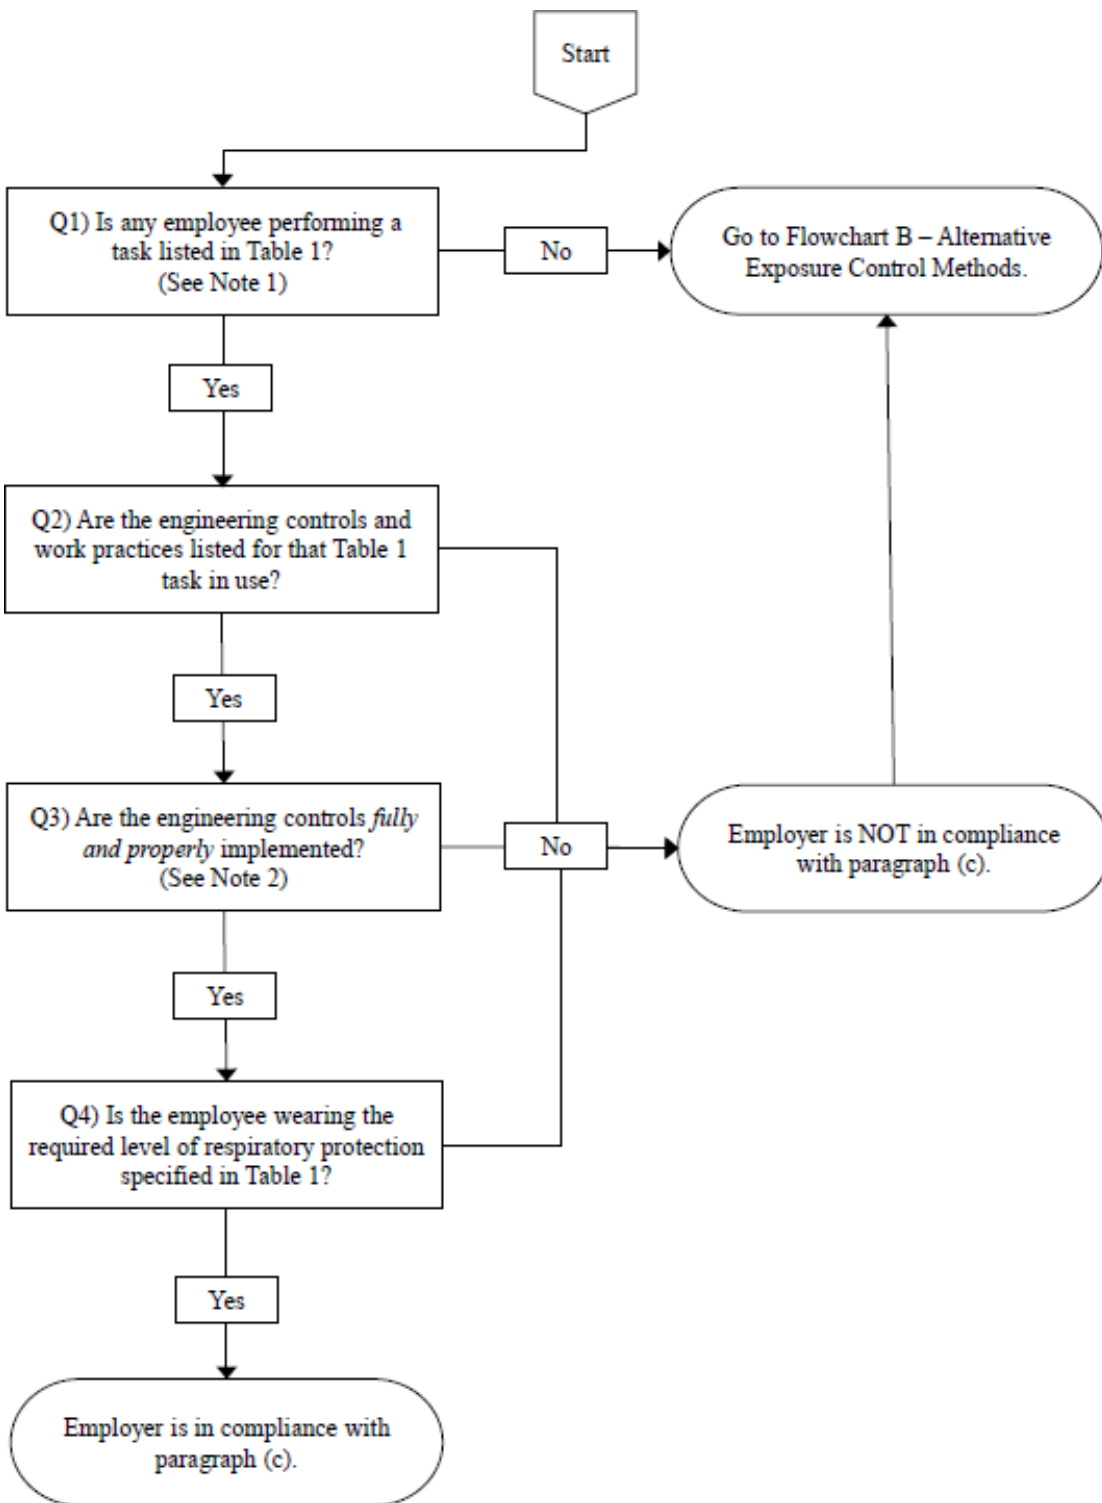 Start
Q1) Is any employee performing a
task listed in Table 1?
(See Note 1)
No
Go to Flowchart B – Alternative
Exposure Control Methods.
Yes
Q2) Are the engineering controls and
work practices listed for that Table 1
task in use?
Yes
Q3) Are the engineering controls fully
and properly implemented?
(See Note 2)
No
Employer is NOT in compliance
with paragraph (c).
Yes
Q4) Is the employee wearing the
required level of respiratory protection
specified in Table 1?
Yes
Employer is in compliance with
paragraph (c).